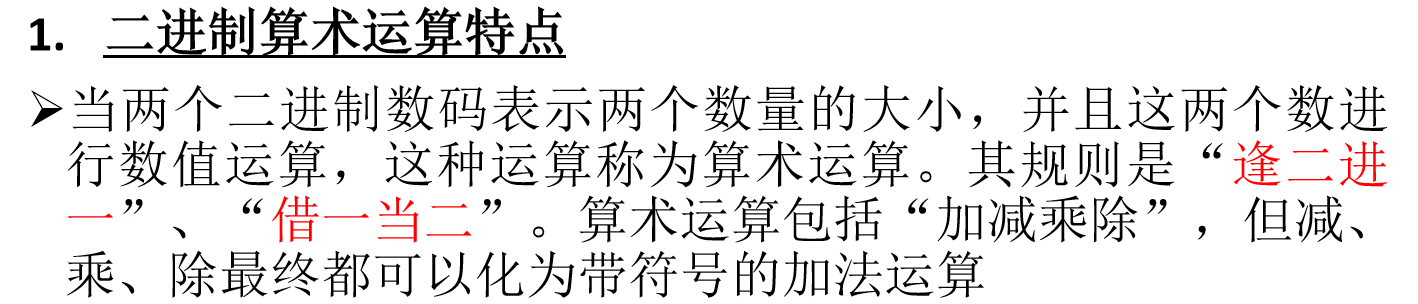 1. 二进制算术运算特点
➢当两个二进制数码表示两个数量的大小，并且这两个数进
行数值运算，这种运算称为算术运算。其规则是“逢二进
一”、“借一当二”。算术运算包括“加减乘除”，但减、
乘、除最终都可以化为带符号的加法运算